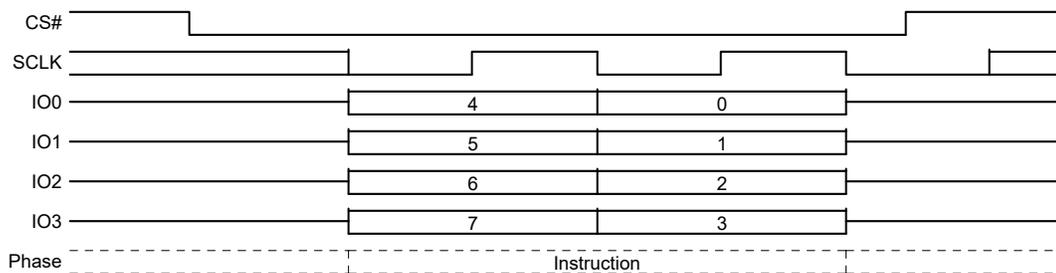 CS#
SCLK
IO0 4 0
IO1 5 1
IO2 6 2
IO3 7 3
Phase Instruction